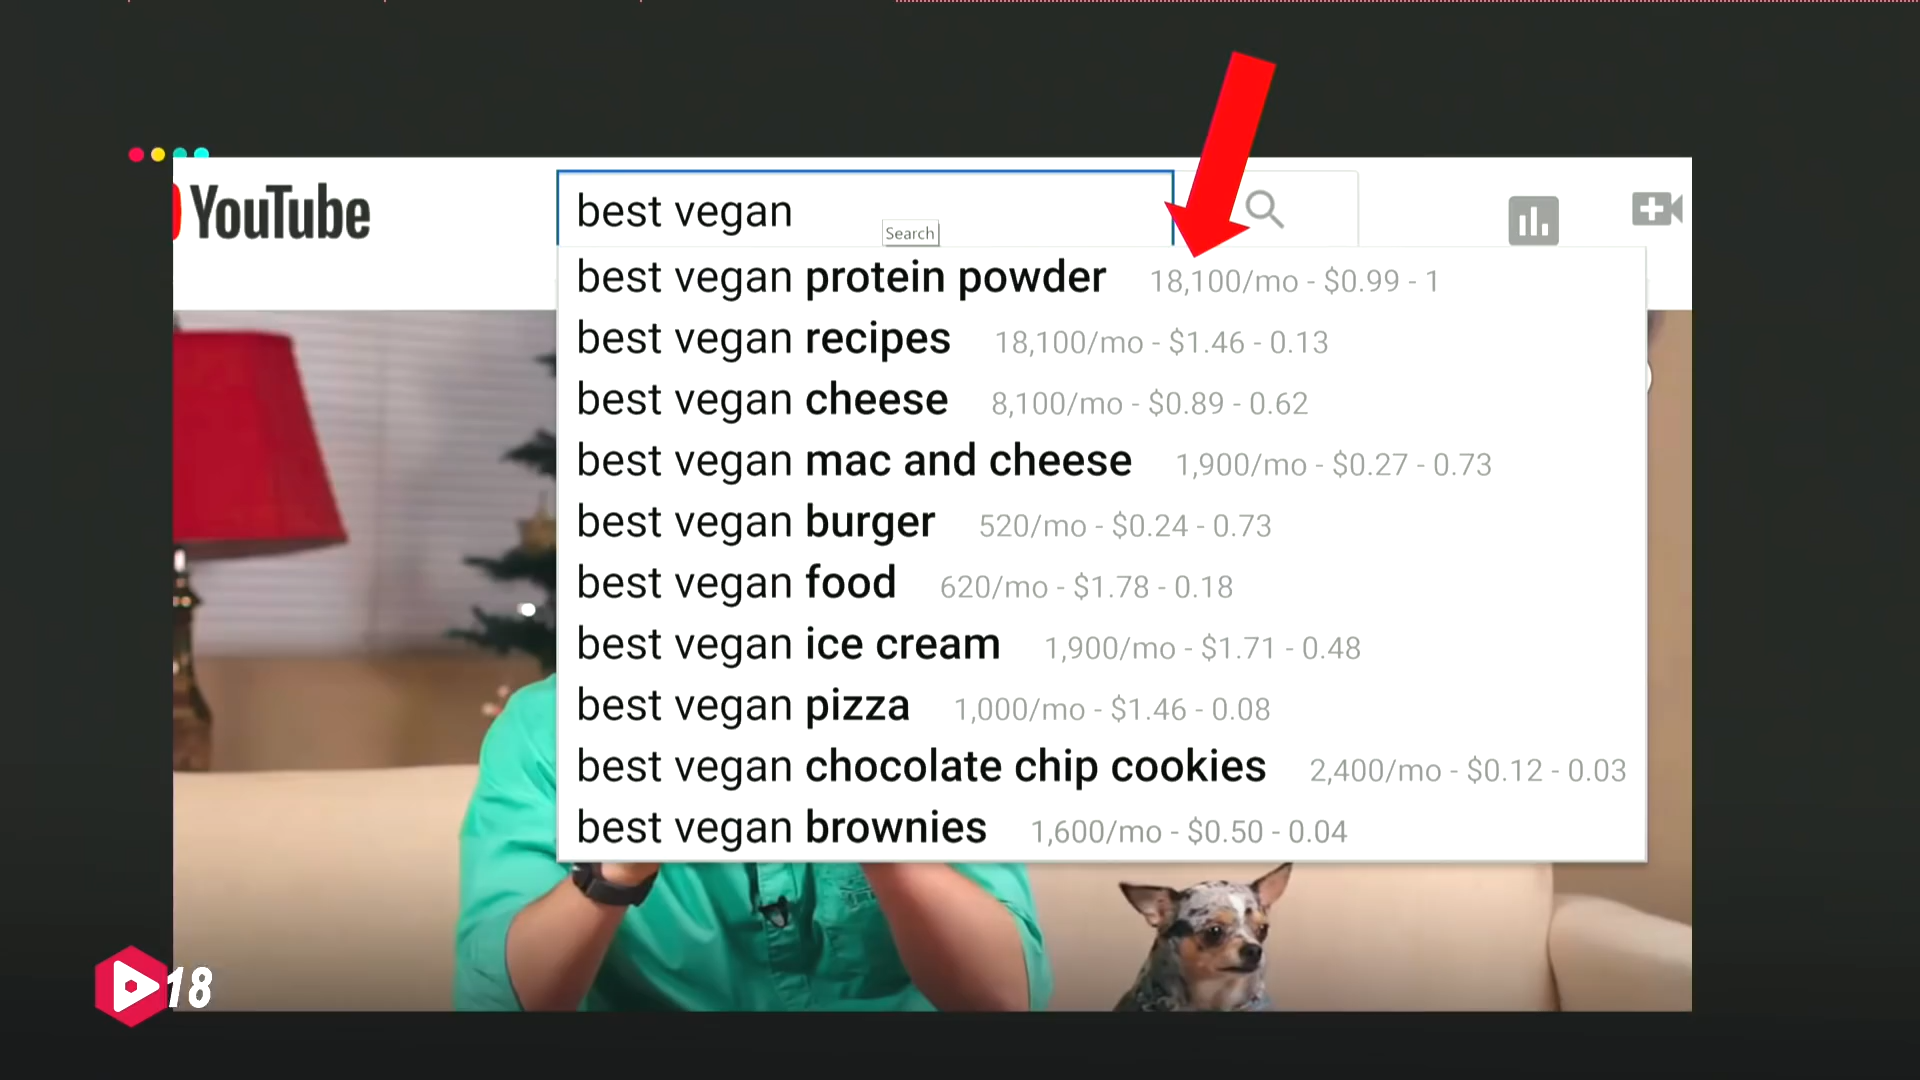 YouTube
best vegan
Search
best vegan protein powder 18,100/mo - $0.99 - 1
best vegan recipes 18,100/mo - $1.46 - 0.13
best vegan cheese 8,100/mo - $0.89 - 0.62
best vegan mac and cheese 1,900/mo - $0.27 - 0.73
best vegan burger 520/mo - $0.24 - 0.73
best vegan food 620/mo - $1.78 - 0.18
best vegan ice cream 1,900/mo - $1.71 - 0.48
best vegan pizza 1,000/mo - $1.46 - 0.08
best vegan chocolate chip cookies 2,400/mo - $0.12 - 0.03
best vegan brownies 1,600/mo - $0.50 - 0.04
18